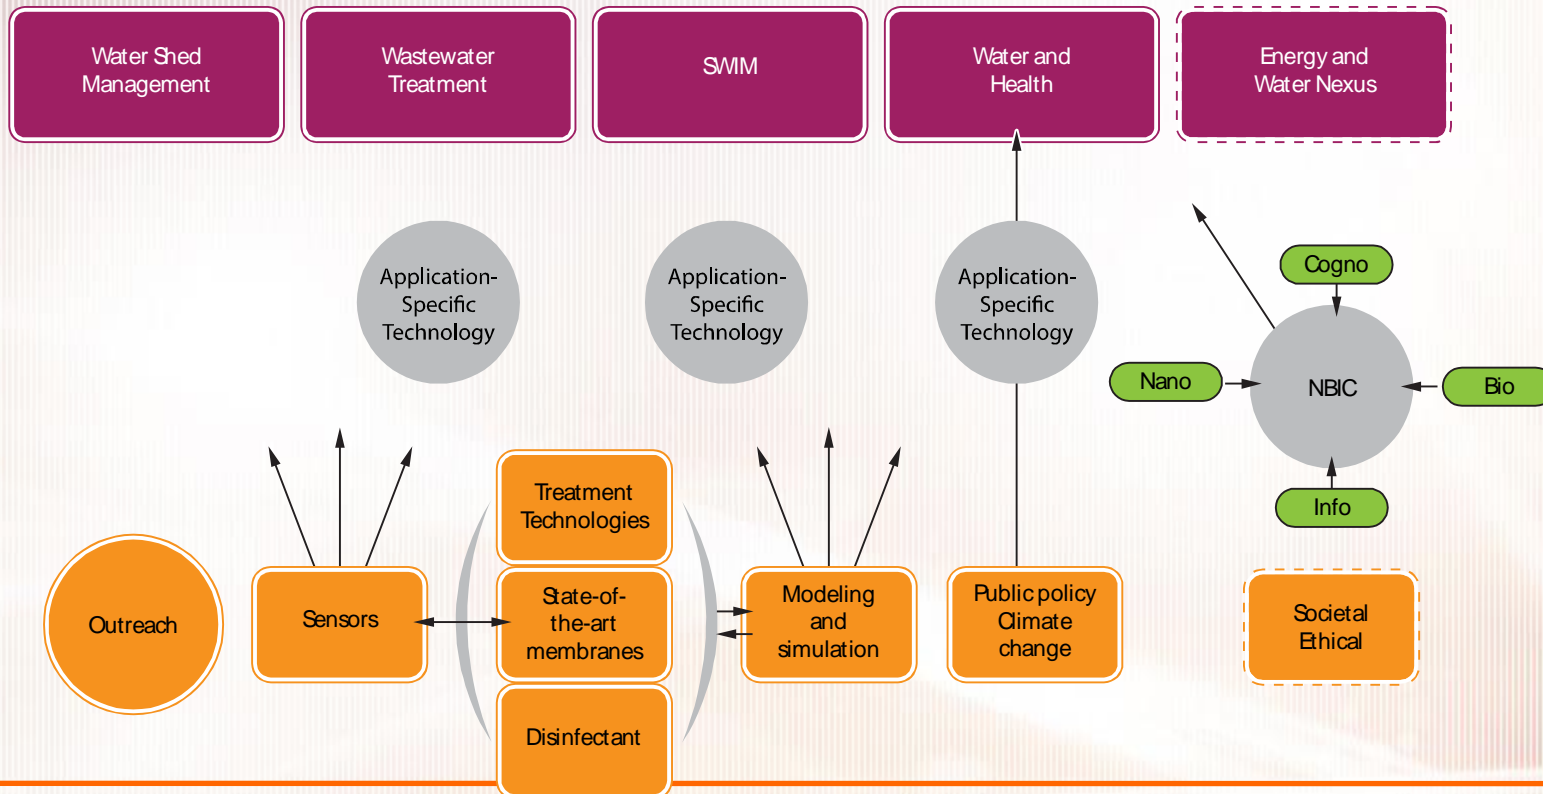 Water Shed
Management
Wastewater
Treatment
SWIM
Water and
Health
Energy and
Water Nexus
Application-
Specific
Technology
Application-
Specific
Technology
Application-
Specific
Technology
Cogno
Nano
NBIC
Bio
Info
Outreach
Sensors
Treatment
Technologies
State-of-
the-art
membranes
Disinfectant
Modeling
and
simulation
Public policy
Climate
change
Societal
Ethical